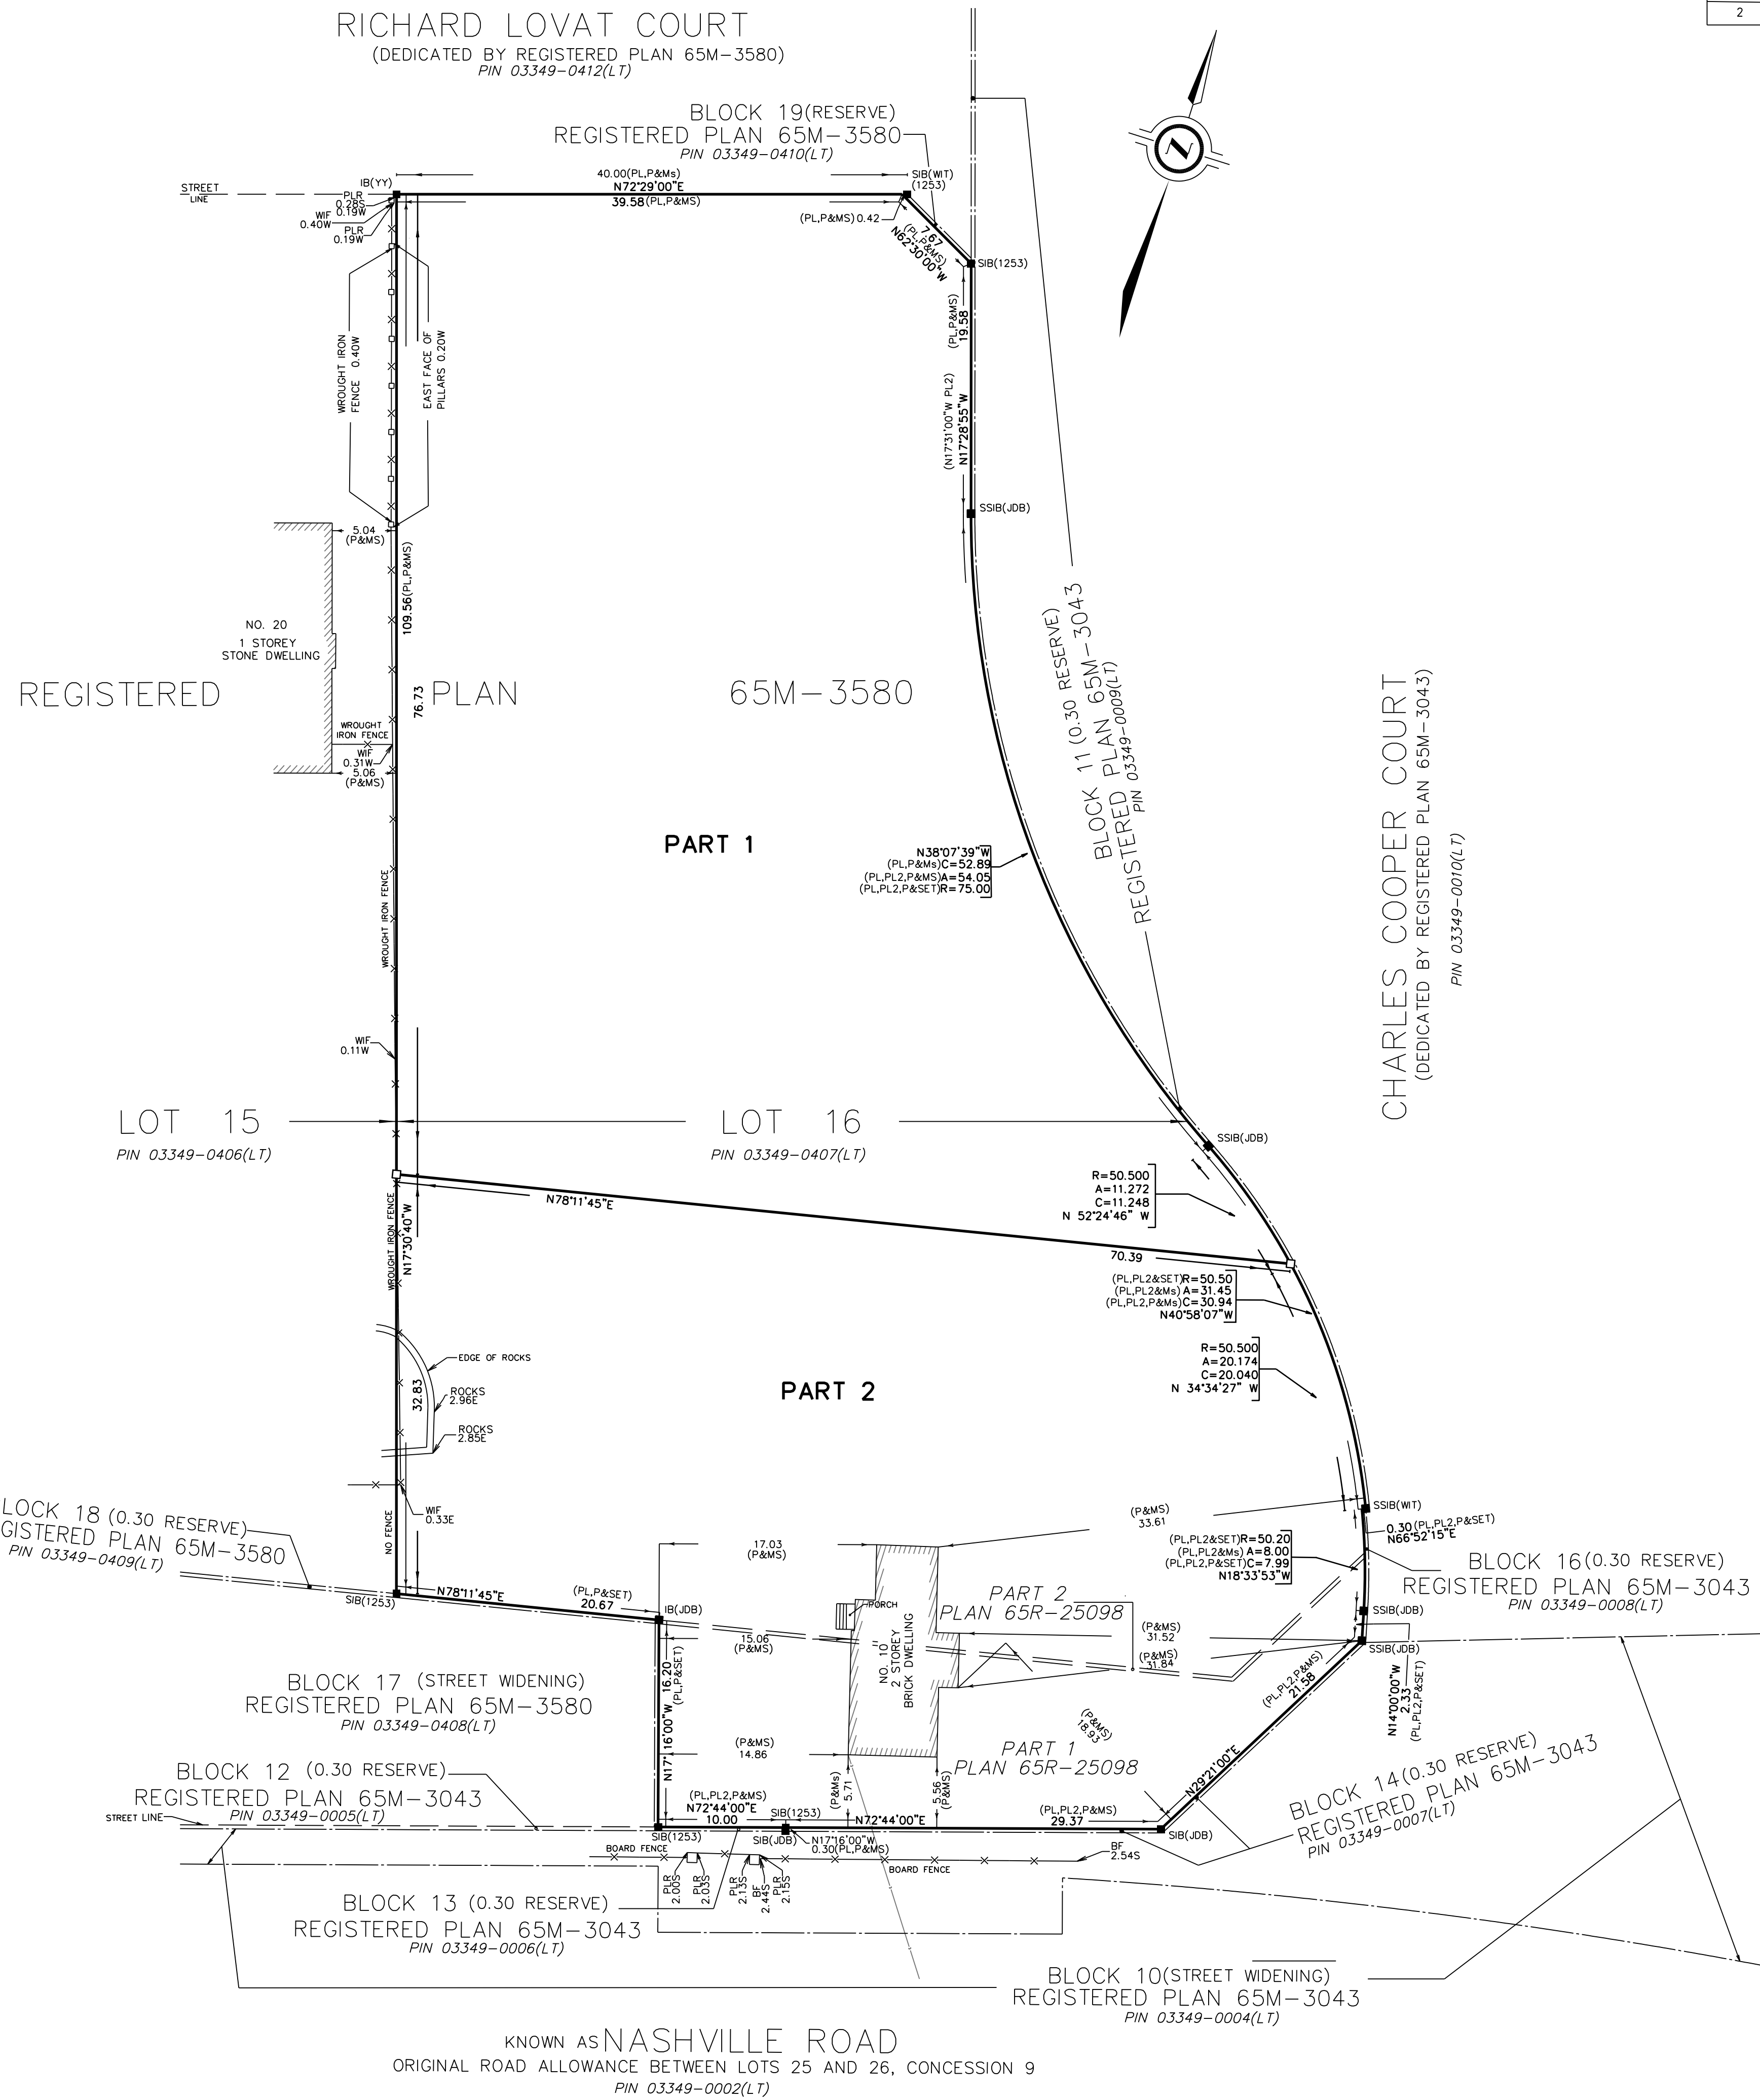 2
RICHARD LOVAT COURT
(DEDICATED BY REGISTERED PLAN 65M-3580)
PIN 03349-0412(LT)
BLOCK 19(RESERVE)
REGISTERED PLAN 65M-3580
PIN 03349-0410(LT)
STREET
LINE
IB(YY)
PLR
0.28S
0.19W
WIF
0.40W
PLR
0.19W
40.00(PL,P&Ms)
N72°29'00"E
39.58(PL,P&MS)
SIB(WIT)
(1253)
(PL,P&MS) 0.42
7.67
(PL,P&MS)
N62°30'00"W
SIB(1253)
(PL,P&MS)
19.58
(N17°31'00"W PL2)
N17°28'55"W
SSIB(JDB)
WROUGHT IRON
FENCE 0.40W
EAST FACE OF
PILLARS 0.20W
5.04
(P&MS)
109.56(PL,P&MS)
76.73
NO. 20
1 STOREY
STONE DWELLING
REGISTERED PLAN 65M-3580
WROUGHT
IRON FENCE
WIF
0.31W
5.06
(P&MS)
BLOCK 11 (0.30 RESERVE)
REGISTERED PLAN 65M-3043
PIN 03349-0009(LT)
CHARLES COOPER COURT
(DEDICATED BY REGISTERED PLAN 65M-3043)
PIN 03349-0010(LT)
PART 1
N38°07'39"W
(PL,P&Ms)C=52.89
(PL,PL2,P&MS)A=54.05
(PL,PL2,P&SET)R=75.00
WROUGHT IRON FENCE
WIF
0.11W
LOT 15
PIN 03349-0406(LT)
LOT 16
PIN 03349-0407(LT)
SSIB(JDB)
R=50.500
A=11.272
C=11.248
N 52°24'46" W
N78°11'45"E
70.39
WROUGHT IRON FENCE
N17°30'40"W
(PL,PL2&SET)R=50.50
(PL,PL2&Ms) A=31.45
(PL,PL2,P&Ms)C=30.94
N40°58'07"W
R=50.500
A=20.174
C=20.040
N 34°34'27" W
EDGE OF ROCKS
ROCKS
2.96E
ROCKS
2.85E
32.83
PART 2
WIF
0.33E
NO FENCE
LOCK 18 (0.30 RESERVE)
GISTERED PLAN 65M-3580
PIN 03349-0409(LT)
SIB(1253)
N78°11'45"E
(PL,P&SET)
20.67
IB(JDB)
17.03
(P&MS)
(P&MS)
33.61
SSIB(WIT)
0.30(PL,PL2,P&SET)
N66°52'15"E
(PL,PL2&SET)R=50.20
(PL,PL2&Ms) A=8.00
(PL,PL2,P&SET)C=7.99
N18°33'53"W
BLOCK 16(0.30 RESERVE)
REGISTERED PLAN 65M-3043
PIN 03349-0008(LT)
PORCH
PART 2
PLAN 65R-25098
SSIB(JDB)
SSIB(JDB)
15.06
(P&MS)
(P&MS)
31.52
(P&MS)
31.84
NO. 10
2 STOREY
BRICK DWELLING
N17°16'00"W 16.20
(PL,P&SET)
BLOCK 17 (STREET WIDENING)
REGISTERED PLAN 65M-3580
PIN 03349-0408(LT)
(PL,PL2,P&MS)
21.58
N14°00'00"W
2.33
(PL,PL2,P&SET)
(P&MS)
18.93
(P&MS)
14.86
PART 1
PLAN 65R-25098
N29°21'00"E
BLOCK 12 (0.30 RESERVE)
REGISTERED PLAN 65M-3043
PIN 03349-0005(LT)
STREET LINE
(P&Ms)
5.71
5.56
(P&MS)
(PL,PL2,P&MS)
N72°44'00"E
10.00
SIB(1253)
N72°44'00"E
(PL,PL2,P&MS)
29.37
SIB(1253)
SIB(JDB)
N17°16'00"W
0.30(PL,P&MS)
SIB(JDB)
BLOCK 14(0.30 RESERVE)
REGISTERED PLAN 65M-3043
PIN 03349-0007(LT)
BOARD FENCE
BOARD FENCE
BF
2.54S
PLR
2.00S
PLR
2.03S
PLR
2.13S
BF
2.44S
PLR
2.15S
BLOCK 13 (0.30 RESERVE)
REGISTERED PLAN 65M-3043
PIN 03349-0006(LT)
BLOCK 10(STREET WIDENING)
REGISTERED PLAN 65M-3043
PIN 03349-0004(LT)
KNOWN AS NASHVILLE ROAD
ORIGINAL ROAD ALLOWANCE BETWEEN LOTS 25 AND 26, CONCESSION 9
PIN 03349-0002(LT)